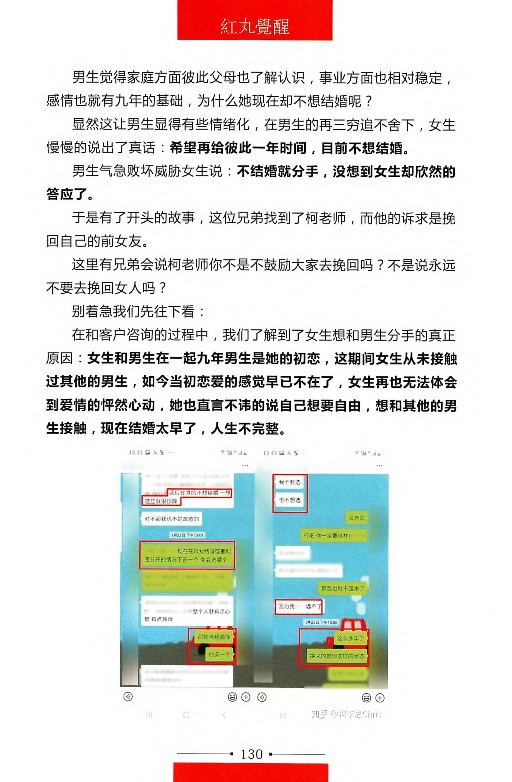 紅丸覺醒
男生觉得家庭方面彼此父母也了解认识，事业方面也相对稳定，
感情也就有九年的基础，为什么她现在却不想结婚呢？
显然这让男生显得有些情绪化，在男生的再三穷追不舍下，女生
慢慢的说出了真话：希望再给彼此一年时间，目前不想结婚。
男生气急败坏威胁女生说：不结婚就分手，没想到女生却欣然的
答应了。
于是有了开头的故事，这位兄弟找到了柯老师，而他的诉求是挽
回自己的前女友。
这里有兄弟会说柯老师你不是不鼓励大家去挽回吗？不是说永远
不要去挽回女人吗？
别着急我们先往下看：
在和客户咨询的过程中，我们了解到了女生想和男生分手的真正
原因：女生和男生在一起九年男生是她的初恋，这期间女生从未接触
过其他的男生，如今当初恋爱的感觉早已不在了，女生再也无法体会
到爱情的怦然心动，她也直言不讳的说自己想要自由，想和其他的男
生接触，现在结婚太早了，人生不完整。
13:43
13:43
我不要选
也不想选
这么多年了
130